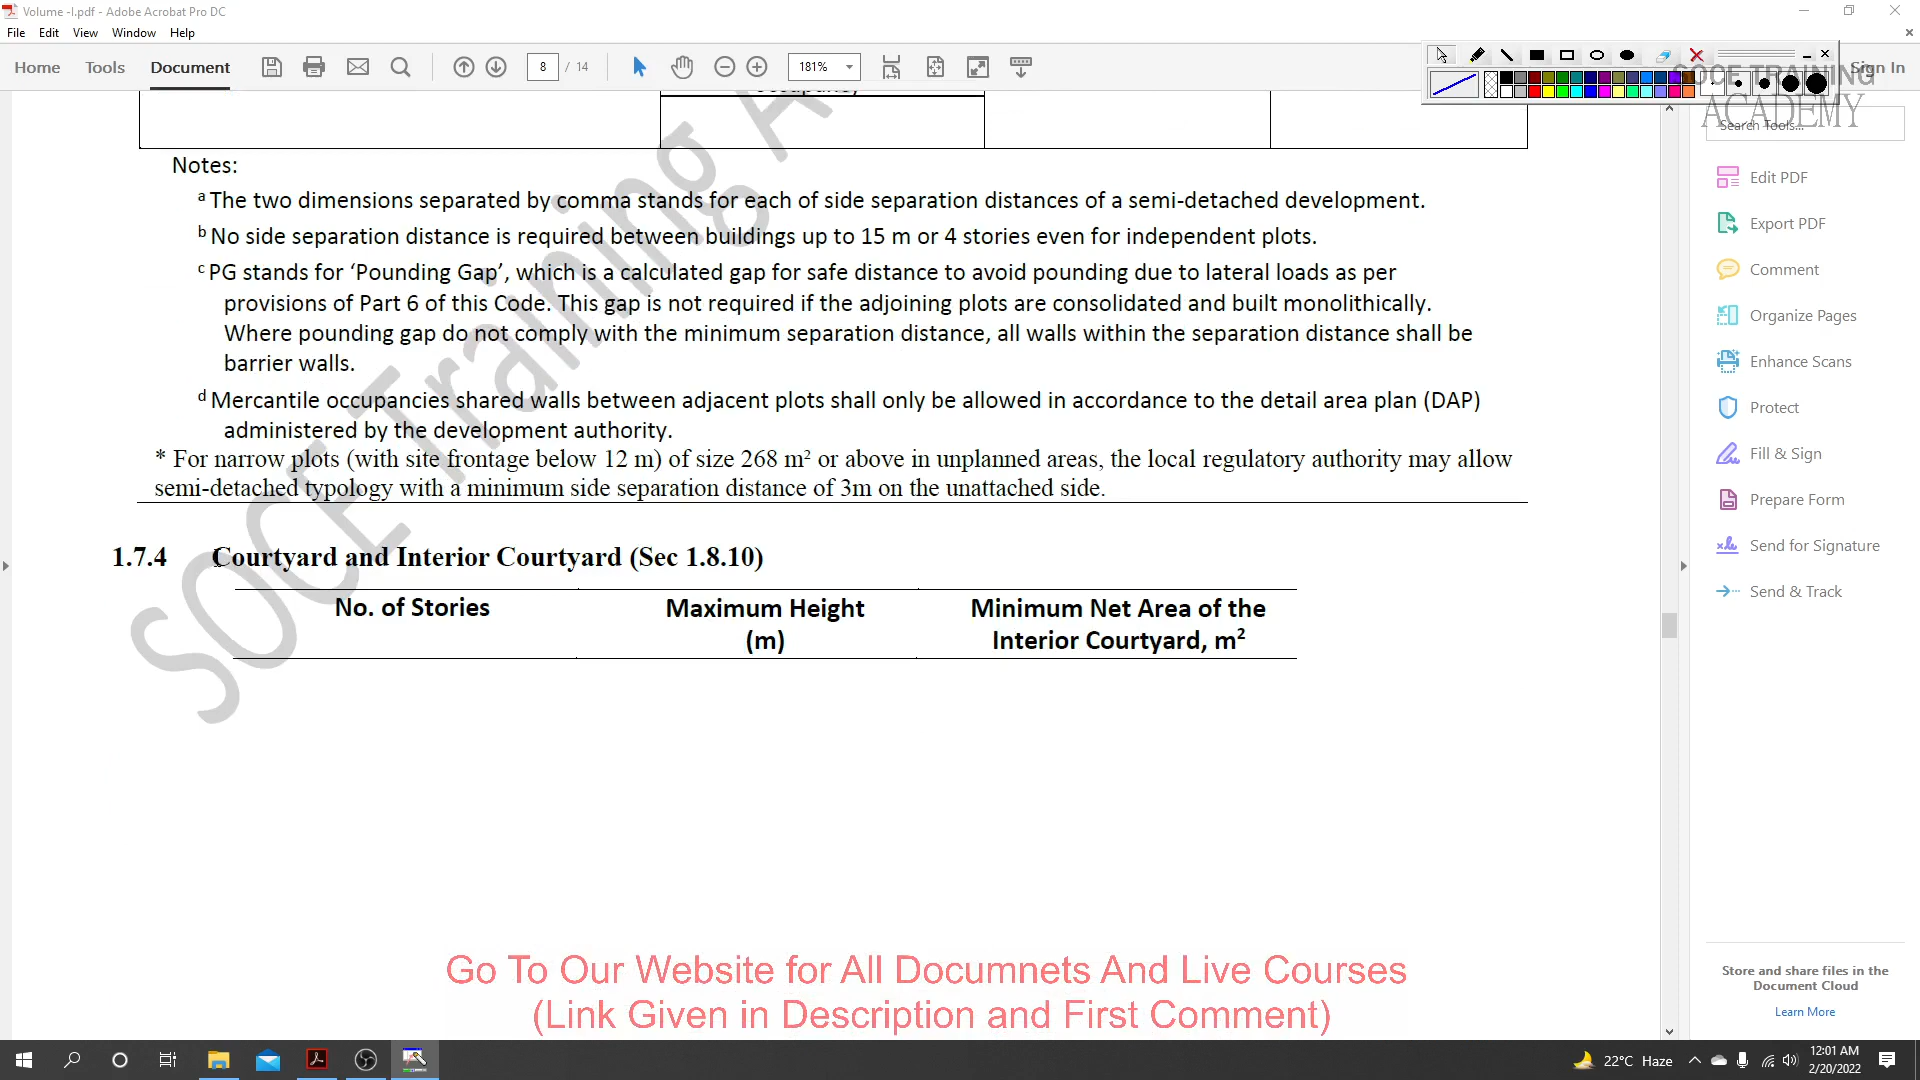 Volume -I.pdf - Adobe Acrobat Pro DC
File Edit View Window Help
Home Tools Document 8 / 14 181% Sign In
SOCE TRAINING
ACADEMY
Search Tools...
occupancy
Notes:
a The two dimensions separated by comma stands for each of side separation distances of a semi-detached development.
b No side separation distance is required between buildings up to 15 m or 4 stories even for independent plots.
c PG stands for ‘Pounding Gap’, which is a calculated gap for safe distance to avoid pounding due to lateral loads as per
provisions of Part 6 of this Code. This gap is not required if the adjoining plots are consolidated and built monolithically.
Where pounding gap do not comply with the minimum separation distance, all walls within the separation distance shall be
barrier walls.
d Mercantile occupancies shared walls between adjacent plots shall only be allowed in accordance to the detail area plan (DAP)
administered by the development authority.
* For narrow plots (with site frontage below 12 m) of size 268 m² or above in unplanned areas, the local regulatory authority may allow
semi-detached typology with a minimum side separation distance of 3m on the unattached side.
1.7.4 Courtyard and Interior Courtyard (Sec 1.8.10)
No. of Stories Maximum Height Minimum Net Area of the
(m) Interior Courtyard, m²
SOCE Training A
Edit PDF
Export PDF
Comment
Organize Pages
Enhance Scans
Protect
Fill & Sign
Prepare Form
Send for Signature
Send & Track
Store and share files in the
Document Cloud
Learn More
Go To Our Website for All Documnets And Live Courses
(Link Given in Description and First Comment)
22°C Haze
12:01 AM
2/20/2022